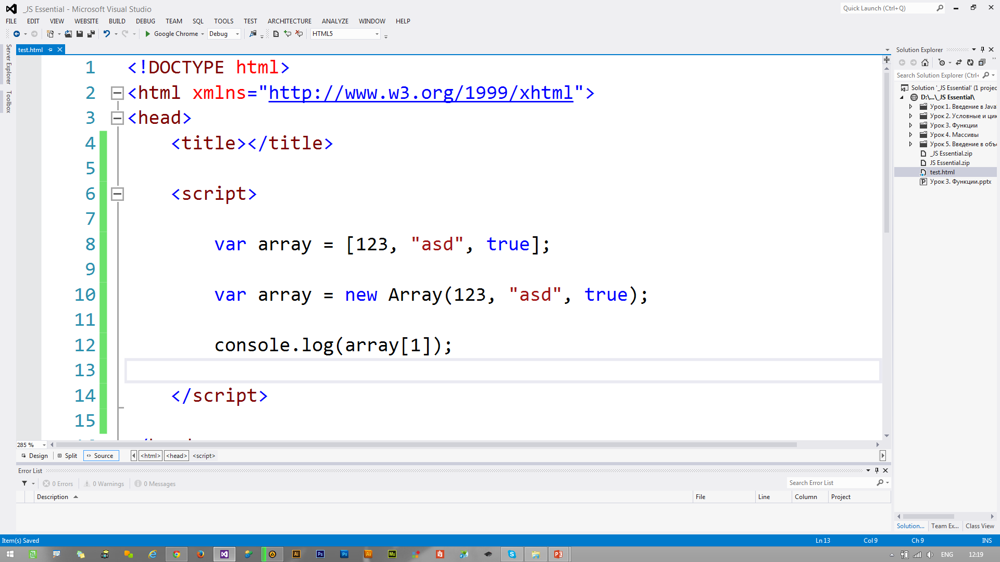 _JS Essential - Microsoft Visual Studio
Quick Launch (Ctrl+Q)
FILE EDIT VIEW WEBSITE BUILD DEBUG TEAM SQL TOOLS TEST ARCHITECTURE ANALYZE WINDOW HELP
Google Chrome Debug HTML5
Server Explorer
Toolbox
test.html
1 <!DOCTYPE html>
2 <html xmlns="http://www.w3.org/1999/xhtml">
3 <head>
4 <title></title>
5
6 <script>
7
8 var array = [123, "asd", true];
9
10 var array = new Array(123, "asd", true);
11
12 console.log(array[1]);
13
14 </script>
15
285 %
Design Split Source <html> <head> <script>
Error List
0 Errors 0 Warnings 0 Messages
Search Error List
Description File Line Column Project
Solution Explorer
Search Solution Explorer (Ctrl+
Solution '_JS Essential' (1 projec
D:\...\_JS Essential\
Урок 1. Введение в Java
Урок 2. Условные и цик
Урок 3. Функции
Урок 4. Массивы
Урок 5. Введение в объ
_JS Essential.zip
JS Essential.zip
test.html
Урок 3. Функции.pptx
Solution... Team Ex... Class View
Item(s) Saved Ln 13 Col 9 Ch 9 INS
Ai Ps Ps Ai Mu ENG 12:19